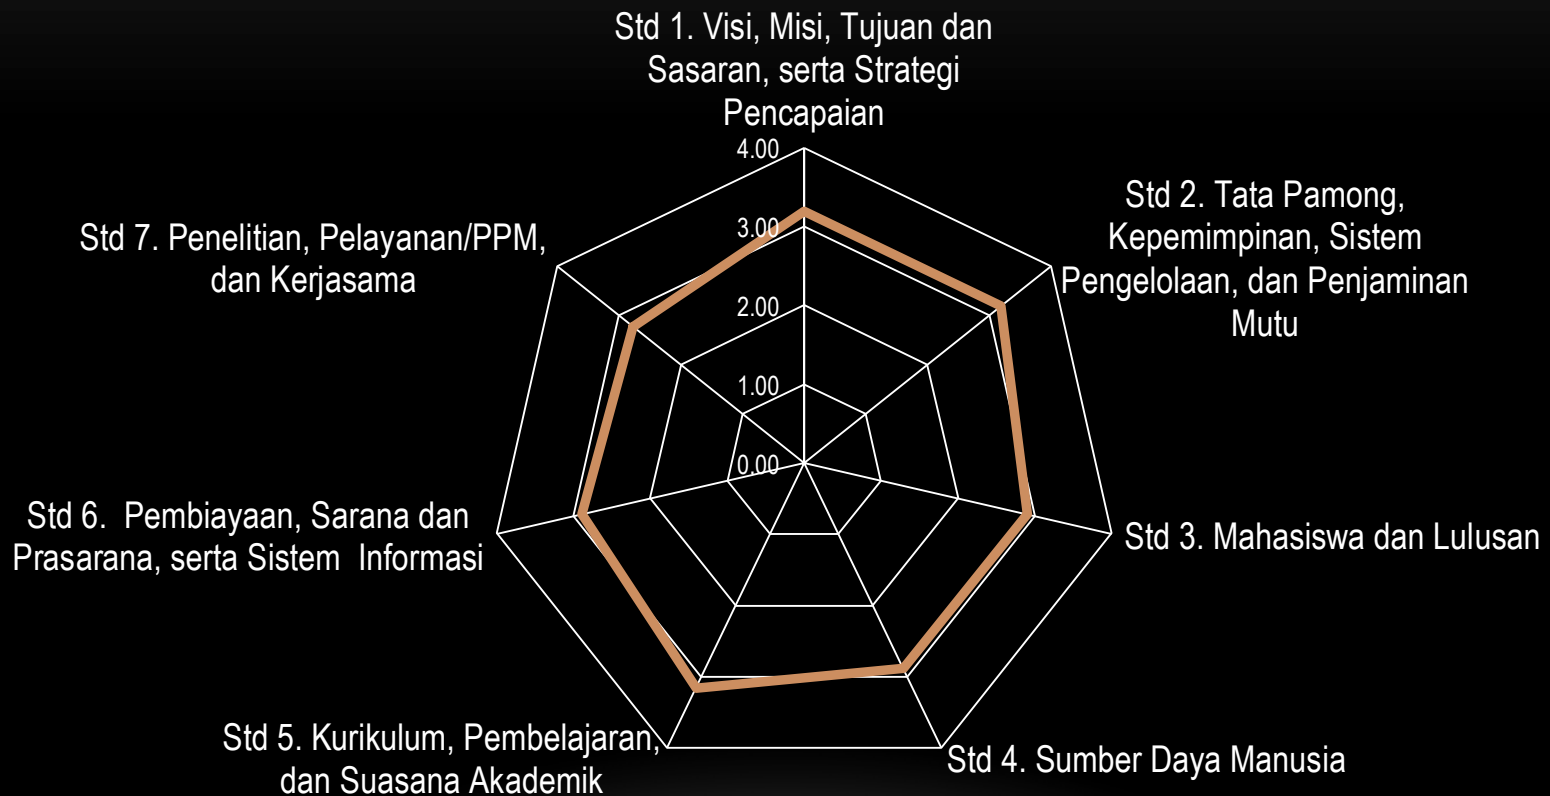 Std 1. Visi, Misi, Tujuan dan
Sasaran, serta Strategi
Pencapaian
4.00
3.00
2.00
1.00
0.00
Std 2. Tata Pamong,
Kepemimpinan, Sistem
Pengelolaan, dan Penjaminan
Mutu
Std 3. Mahasiswa dan Lulusan
Std 4. Sumber Daya Manusia
Std 5. Kurikulum, Pembelajaran,
dan Suasana Akademik
Std 6.  Pembiayaan, Sarana dan
Prasarana, serta Sistem  Informasi
Std 7. Penelitian, Pelayanan/PPM,
dan Kerjasama